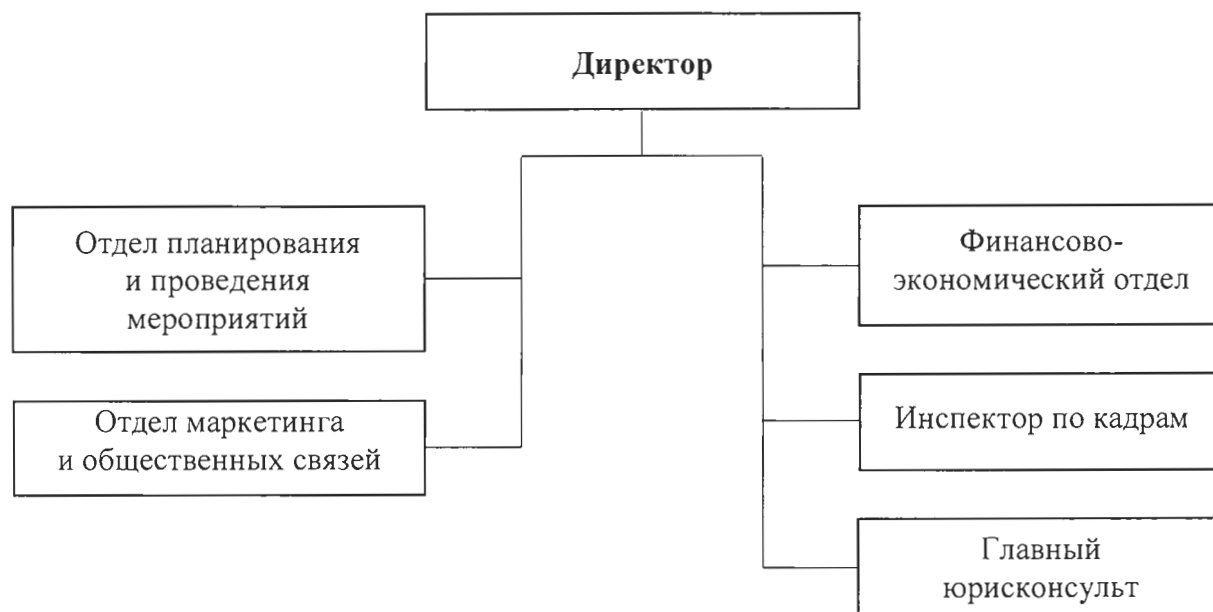 Директор
Отдел планирования
и проведения
мероприятий
Отдел маркетинга
и общественных связей
Финансово-
экономический отдел
Инспектор по кадрам
Главный
юрисконсульт